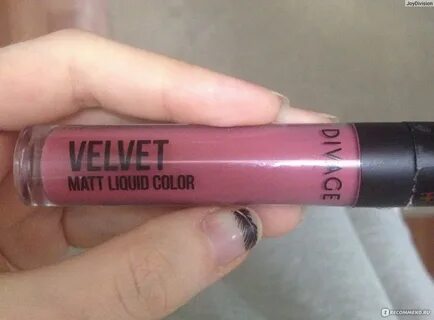 JoyDivision
VELVET
MATT LIQUID COLOR
DIVAGE
IRECOMMEND.RU